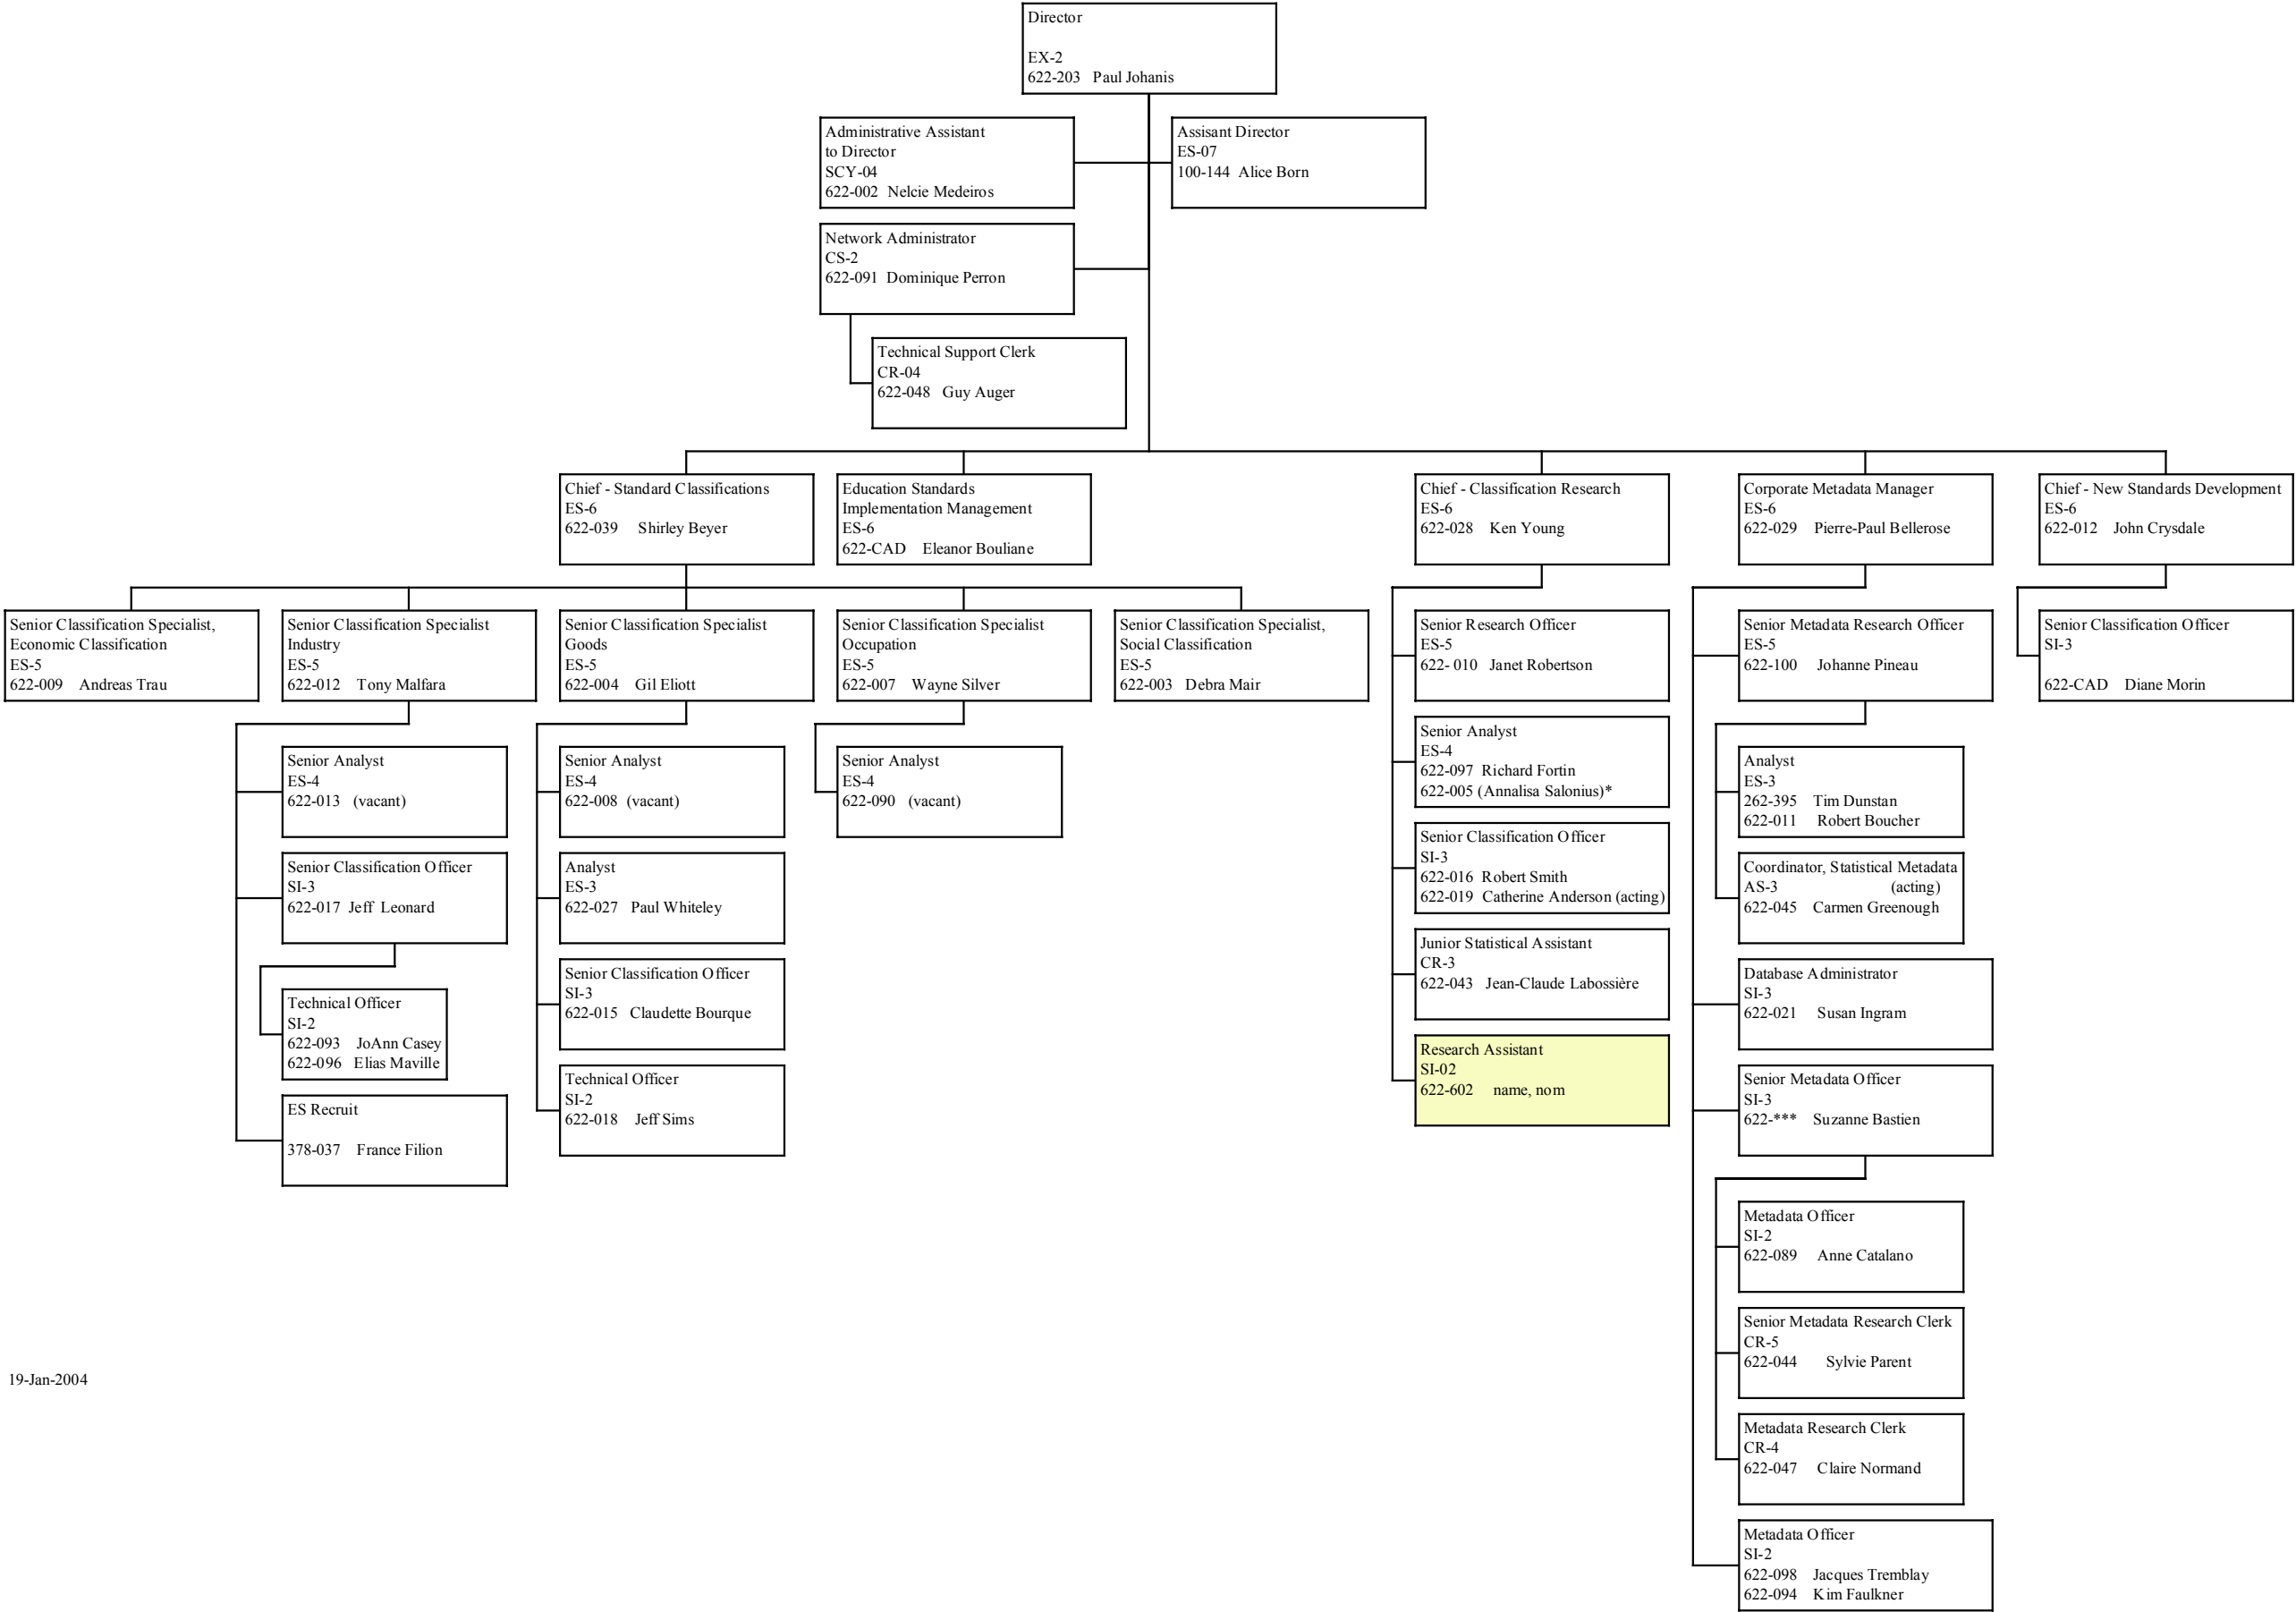 Director
EX-2
622-203 Paul Johanis
Administrative Assistant
to Director
SCY-04
622-002 Nelcie Medeiros
Assisant Director
ES-07
100-144 Alice Born
Network Administrator
CS-2
622-091 Dominique Perron
Technical Support Clerk
CR-04
622-048 Guy Auger
Chief - Standard Classifications
ES-6
622-039 Shirley Beyer
Education Standards
Implementation Management
ES-6
622-CAD Eleanor Bouliane
Chief - Classification Research
ES-6
622-028 Ken Young
Corporate Metadata Manager
ES-6
622-029 Pierre-Paul Bellerose
Chief - New Standards Development
ES-6
622-012 John Crysdale
Senior Classification Specialist,
Economic Classification
ES-5
622-009 Andreas Trau
Senior Classification Specialist
Industry
ES-5
622-012 Tony Malfara
Senior Classification Specialist
Goods
ES-5
622-004 Gil Eliott
Senior Classification Specialist
Occupation
ES-5
622-007 Wayne Silver
Senior Classification Specialist,
Social Classification
ES-5
622-003 Debra Mair
Senior Research Officer
ES-5
622- 010 Janet Robertson
Senior Metadata Research Officer
ES-5
622-100 Johanne Pineau
Senior Classification Officer
SI-3
622-CAD Diane Morin
Senior Analyst
ES-4
622-013 (vacant)
Senior Classification Officer
SI-3
622-017 Jeff Leonard
Technical Officer
SI-2
622-093 JoAnn Casey
622-096 Elias Maville
ES Recruit
378-037 France Filion
Senior Analyst
ES-4
622-008 (vacant)
Analyst
ES-3
622-027 Paul Whiteley
Senior Classification Officer
SI-3
622-015 Claudette Bourque
Technical Officer
SI-2
622-018 Jeff Sims
Senior Analyst
ES-4
622-090 (vacant)
Senior Analyst
ES-4
622-097 Richard Fortin
622-005 (Annalisa Salonius)*
Senior Classification Officer
SI-3
622-016 Robert Smith
622-019 Catherine Anderson (acting)
Junior Statistical Assistant
CR-3
622-043 Jean-Claude Labossière
Research Assistant
SI-02
622-602 name, nom
Analyst
ES-3
262-395 Tim Dunstan
622-011 Robert Boucher
Coordinator, Statistical Metadata
AS-3 (acting)
622-045 Carmen Greenough
Database Administrator
SI-3
622-021 Susan Ingram
Senior Metadata Officer
SI-3
622-*** Suzanne Bastien
Metadata Officer
SI-2
622-089 Anne Catalano
Senior Metadata Research Clerk
CR-5
622-044 Sylvie Parent
Metadata Research Clerk
CR-4
622-047 Claire Normand
Metadata Officer
SI-2
622-098 Jacques Tremblay
622-094 Kim Faulkner
19-Jan-2004